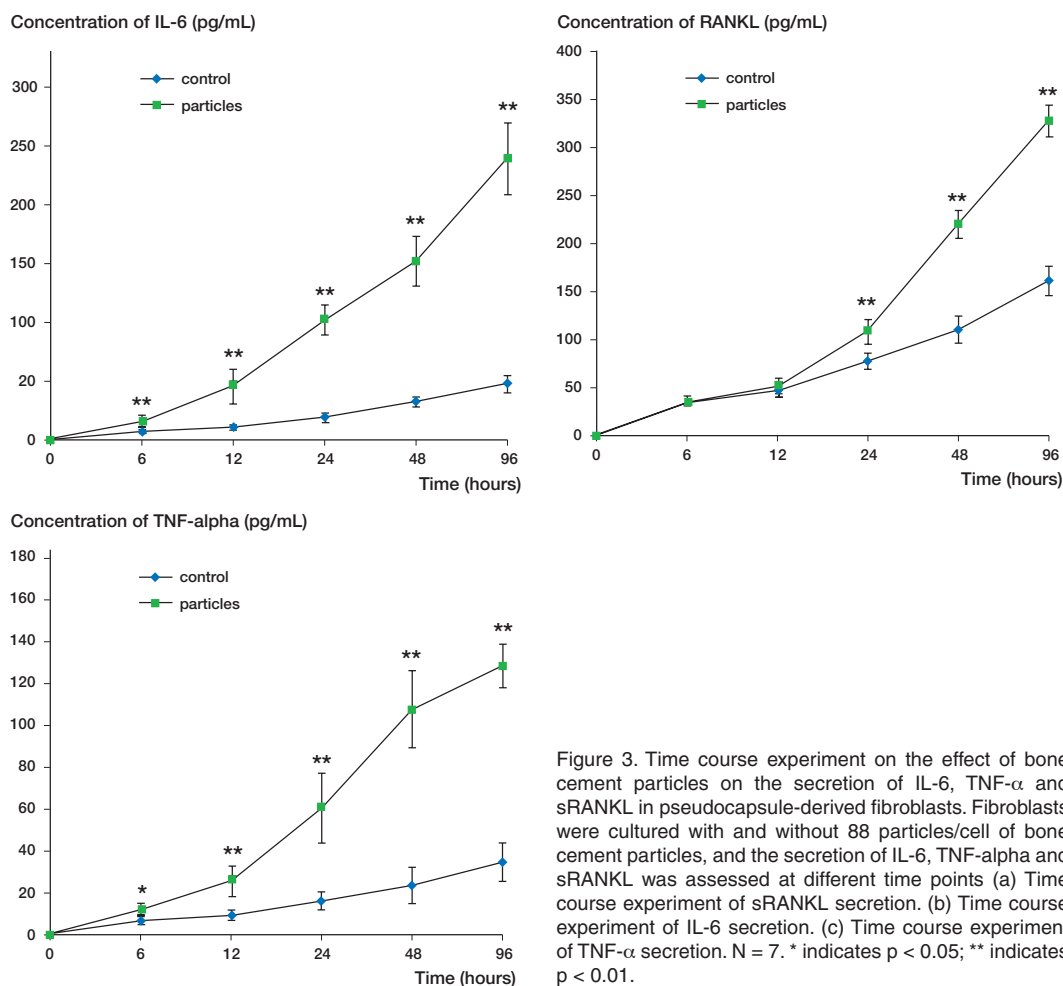 Concentration of IL-6 (pg/mL)
300
250
200
150
100
20
0
control
particles
**
**
**
**
**
0 6 12 24 48 96
Time (hours)
Concentration of RANKL (pg/mL)
400
350
300
250
200
150
100
50
0
control
particles
**
**
**
0 6 12 24 48 96
Time (hours)
Concentration of TNF-alpha (pg/mL)
180
160
140
120
100
80
60
40
20
0
control
particles
*
**
**
**
**
0 6 12 24 48 96
Time (hours)
Figure 3. Time course experiment on the effect of bone
cement particles on the secretion of IL-6, TNF-α and
sRANKL in pseudocapsule-derived fibroblasts. Fibroblasts
were cultured with and without 88 particles/cell of bone
cement particles, and the secretion of IL-6, TNF-alpha and
sRANKL was assessed at different time points (a) Time
course experiment of sRANKL secretion. (b) Time course
experiment of IL-6 secretion. (c) Time course experimen
of TNF-α secretion. N = 7. * indicates p < 0.05; ** indicates
p < 0.01.